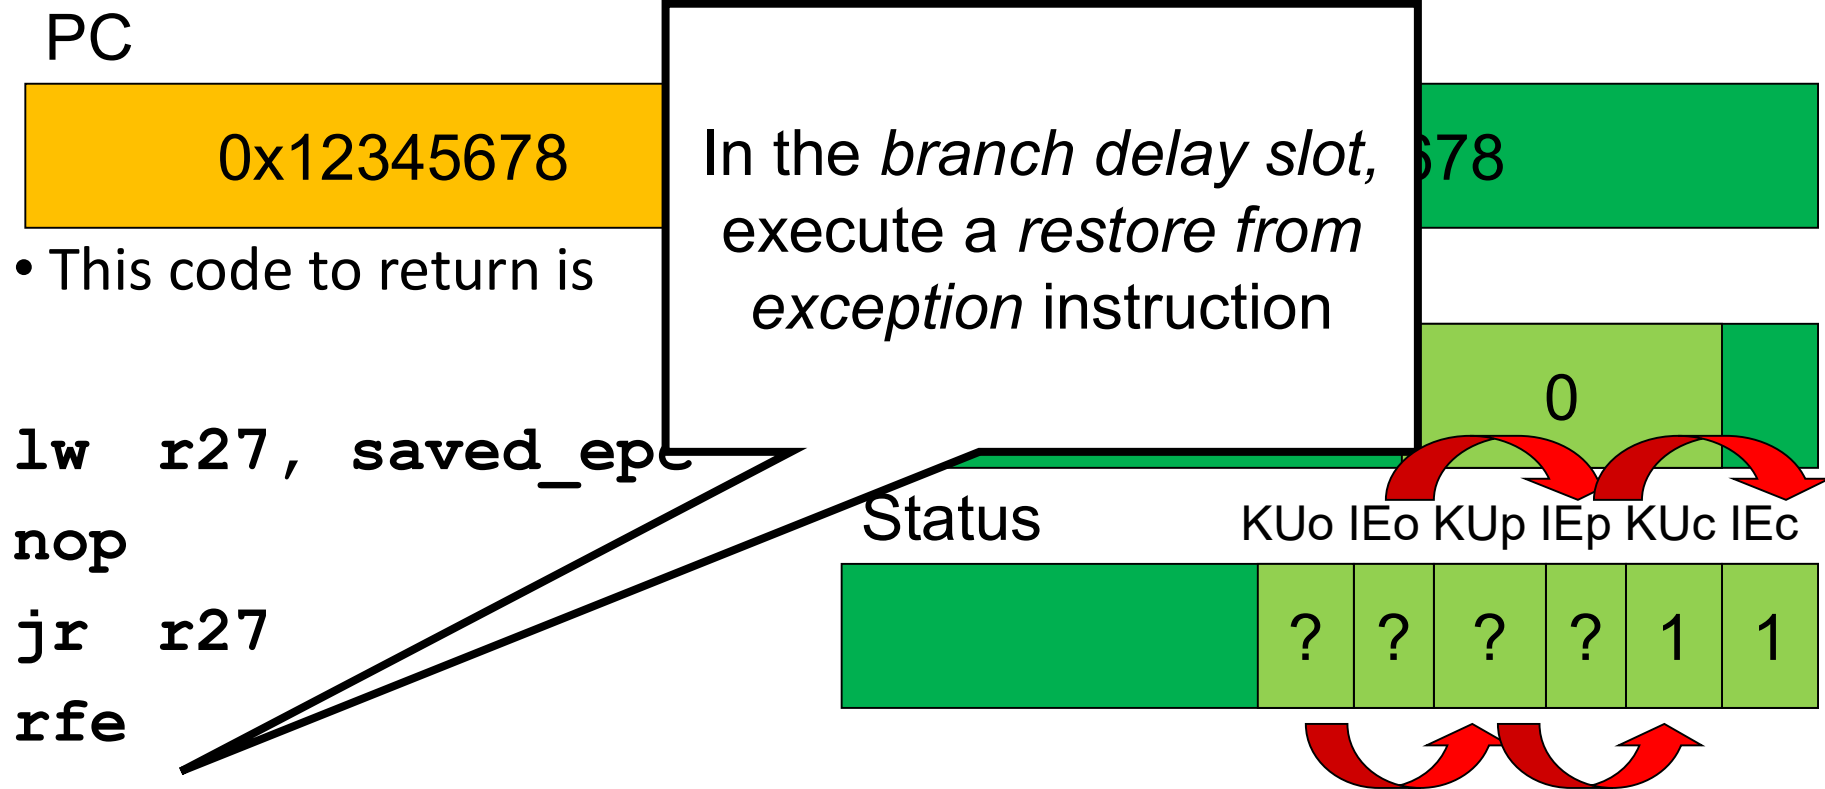 PC
0x12345678
678
In the branch delay slot,
execute a restore from
exception instruction
• This code to return is
0
lw r27, saved_epc
nop
jr r27
rfe
Status
KUo IEo KUp IEp KUc IEc
? ? ? ? 1 1